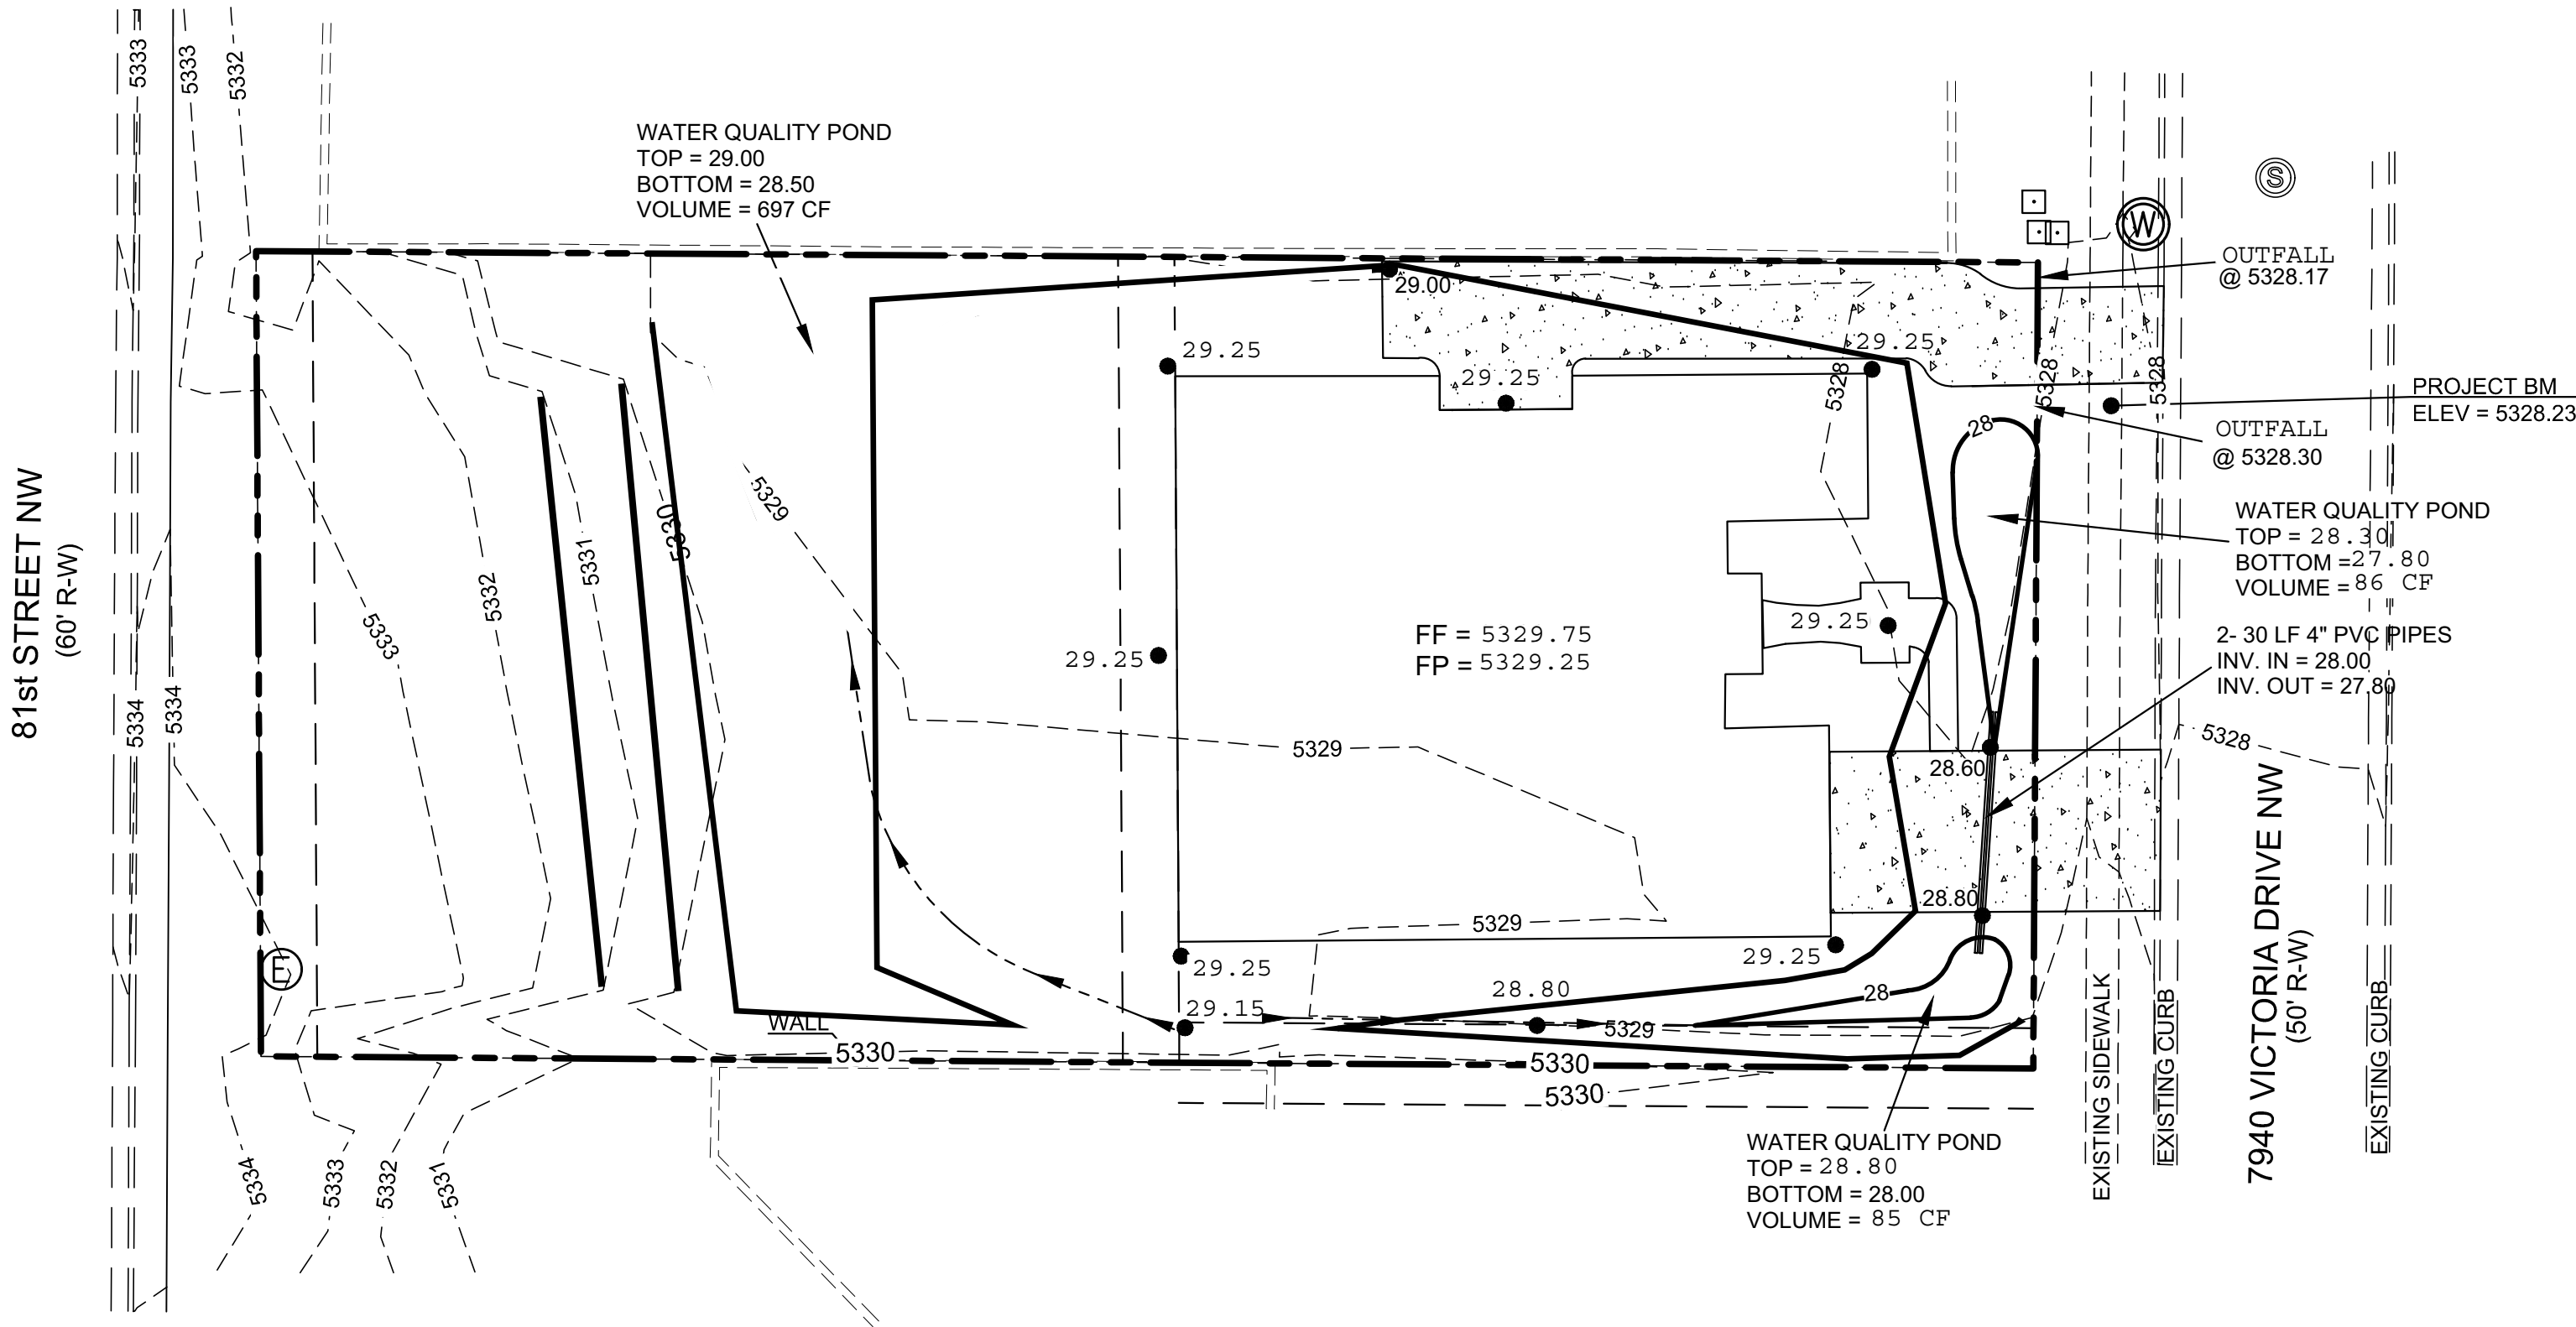 5333
5333
5332
WATER QUALITY POND
TOP = 29.00
BOTTOM = 28.50
VOLUME = 697 CF
S
W
OUTFALL
@ 5328.17
29.00
29.25
29.25
29.25
5328
5328
5328
PROJECT BM
ELEV = 5328.23
OUTFALL
@ 5328.30
28
81st STREET NW
(60' R-W)
5329
5330
5331
5332
5333
WATER QUALITY POND
TOP = 28.30
BOTTOM =27.80
VOLUME = 86 CF
2- 30 LF 4" PVC PIPES
INV. IN = 28.00
INV. OUT = 27.80
29.25
FF = 5329.75
FP = 5329.25
29.25
5334
5334
5329
28.60
5328
7940 VICTORIA DRIVE NW
(50' R-W)
28.80
5329
E
29.25
29.25
29.15
28.80
28
WALL
5329
5330
5330
5330
EXISTING SIDEWALK
EXISTING CURB
EXISTING CURB
5334
5333
5332
5331
WATER QUALITY POND
TOP = 28.80
BOTTOM = 28.00
VOLUME = 85 CF